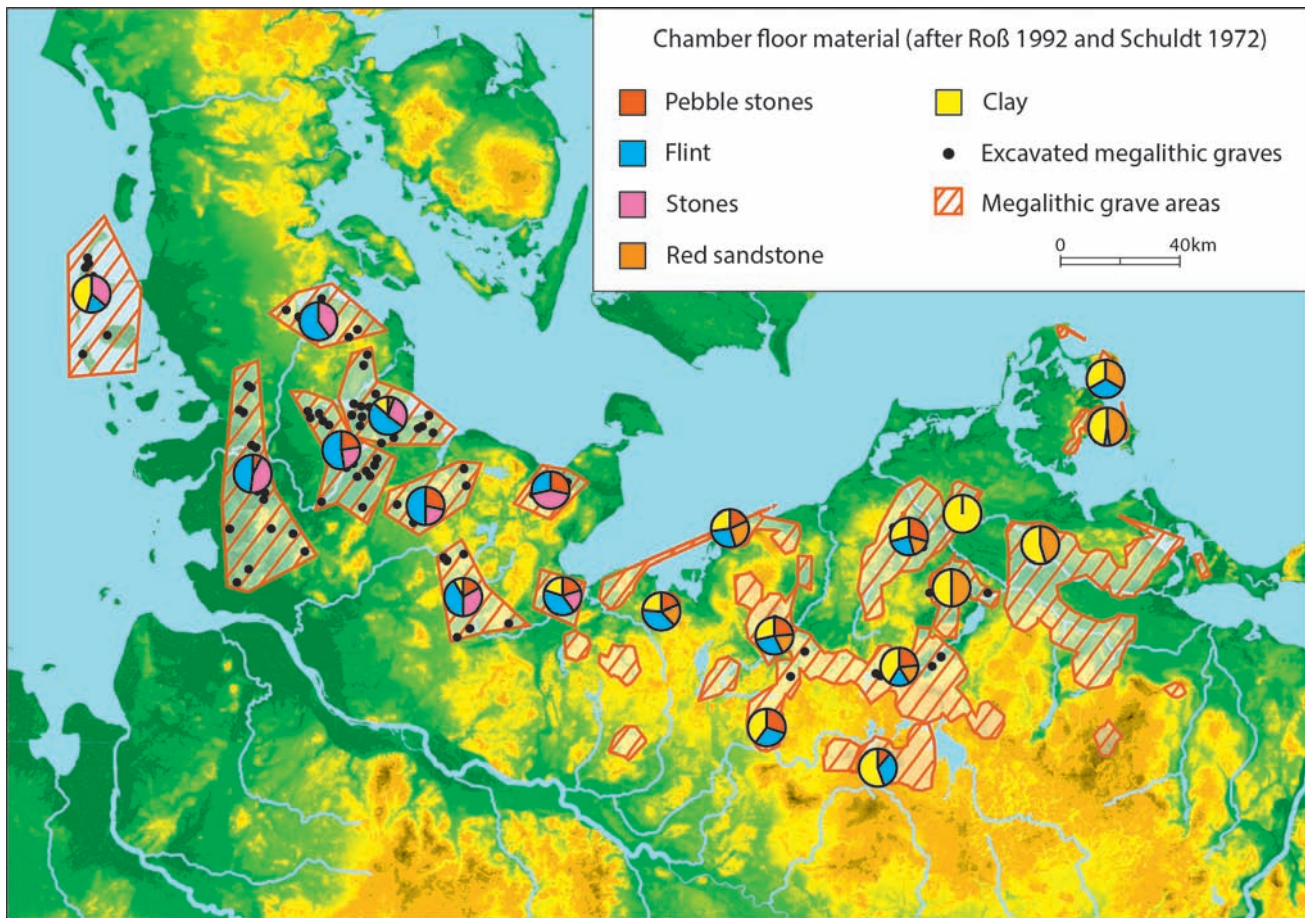 Chamber floor material (after Roß 1992 and Schuldt 1972)
Pebble stones
Flint
Stones
Red sandstone
Clay
Excavated megalithic graves
Megalithic grave areas
0 40km